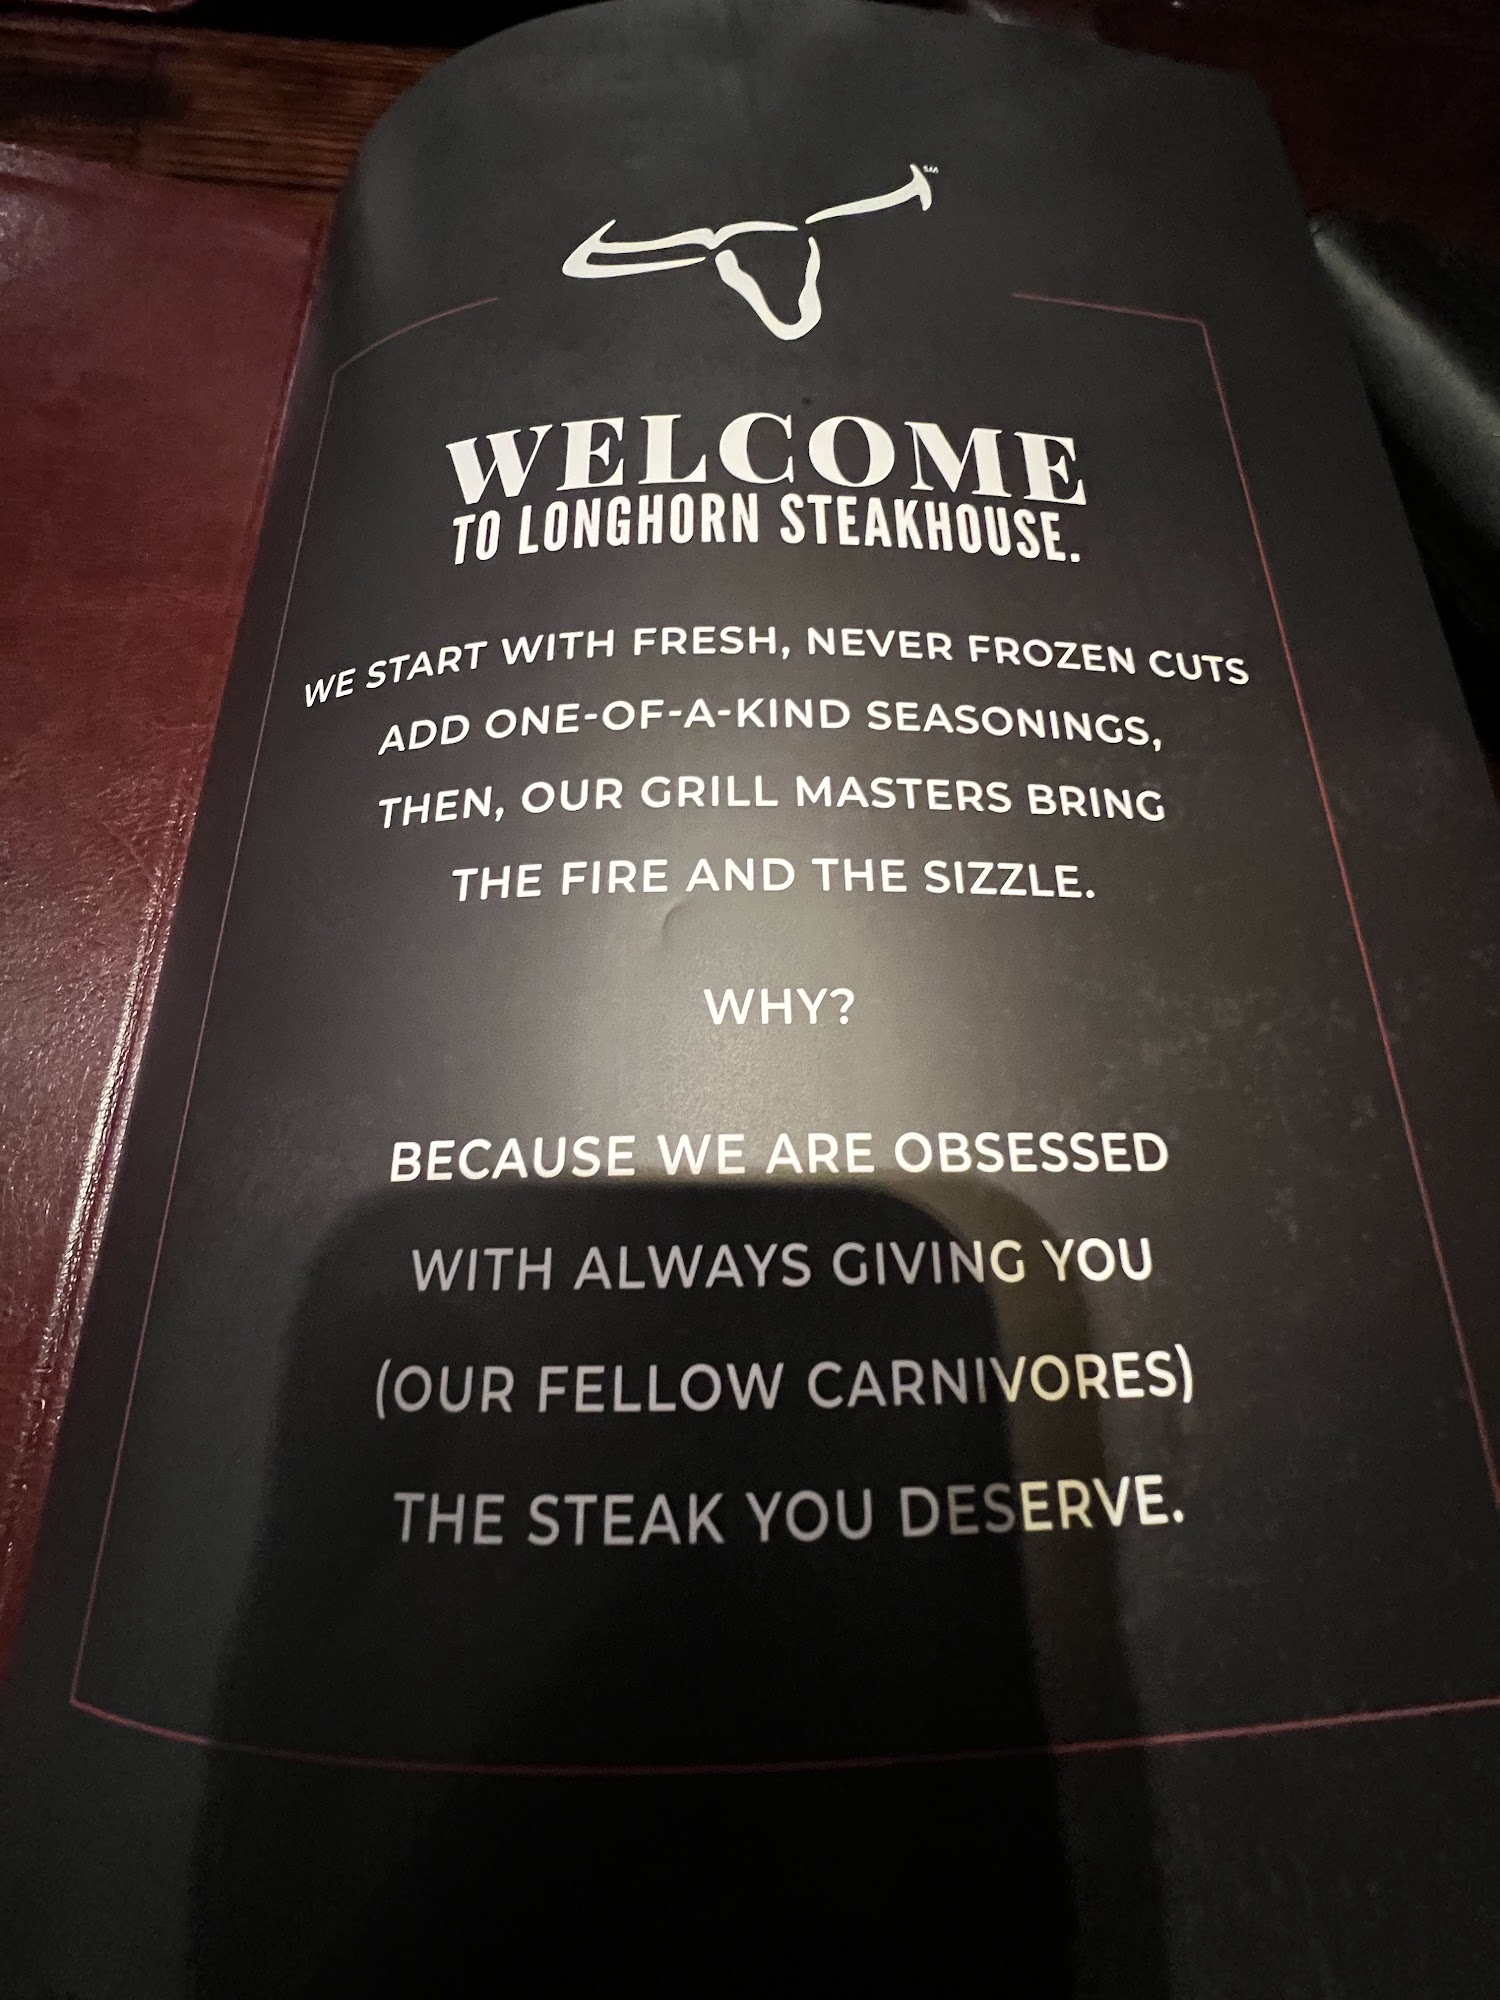 SM
WELCOME
TO LONGHORN STEAKHOUSE.
WE START WITH FRESH, NEVER FROZEN CUTS
ADD ONE-OF-A-KIND SEASONINGS,
THEN, OUR GRILL MASTERS BRING
THE FIRE AND THE SIZZLE.
WHY?
BECAUSE WE ARE OBSESSED
WITH ALWAYS GIVING YOU
(OUR FELLOW CARNIVORES)
THE STEAK YOU DESERVE.